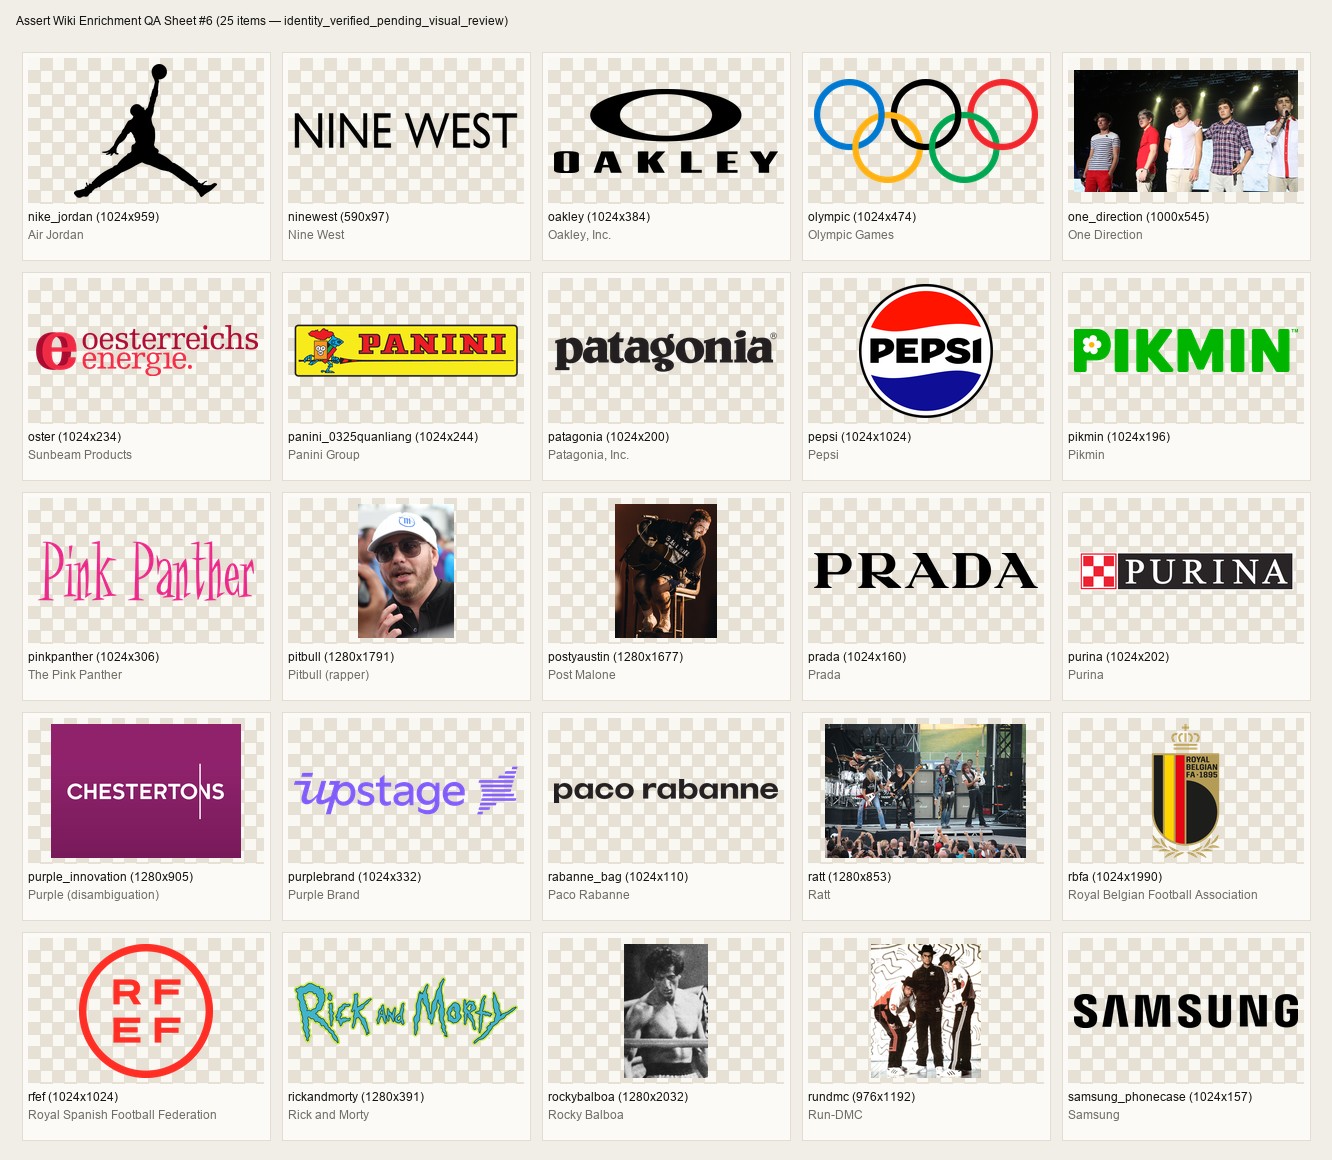 Assert Wiki Enrichment QA Sheet #6 (25 items — identity_verified_pending_visual_review)
nike_jordan (1024x959)
Air Jordan
NINE WEST
ninewest (590x97)
Nine West
OAKLEY
oakley (1024x384)
Oakley, Inc.
olympic (1024x474)
Olympic Games
one_direction (1000x545)
One Direction
oesterreichs
energie.
oster (1024x234)
Sunbeam Products
PANINI
panini_0325quanliang (1024x244)
Panini Group
patagonia®
patagonia (1024x200)
Patagonia, Inc.
PEPSI
pepsi (1024x1024)
Pepsi
PIKMIN™
pikmin (1024x196)
Pikmin
Pink Panther
pinkpanther (1024x306)
The Pink Panther
pitbull (1280x1791)
Pitbull (rapper)
postyaustin (1280x1677)
Post Malone
PRADA
prada (1024x160)
Prada
PURINA
purina (1024x202)
Purina
CHESTERTONS
purple_innovation (1280x905)
Purple (disambiguation)
upstage
purplebrand (1024x332)
Purple Brand
paco rabanne
rabanne_bag (1024x110)
Paco Rabanne
ratt (1280x853)
Ratt
ROYAL
BELGIAN
FA·1895
rbfa (1024x1990)
Royal Belgian Football Association
RF
EF
rfef (1024x1024)
Royal Spanish Football Federation
RICK AND MORTY
rickandmorty (1280x391)
Rick and Morty
rockybalboa (1280x2032)
Rocky Balboa
rundmc (976x1192)
Run-DMC
SAMSUNG
samsung_phonecase (1024x157)
Samsung